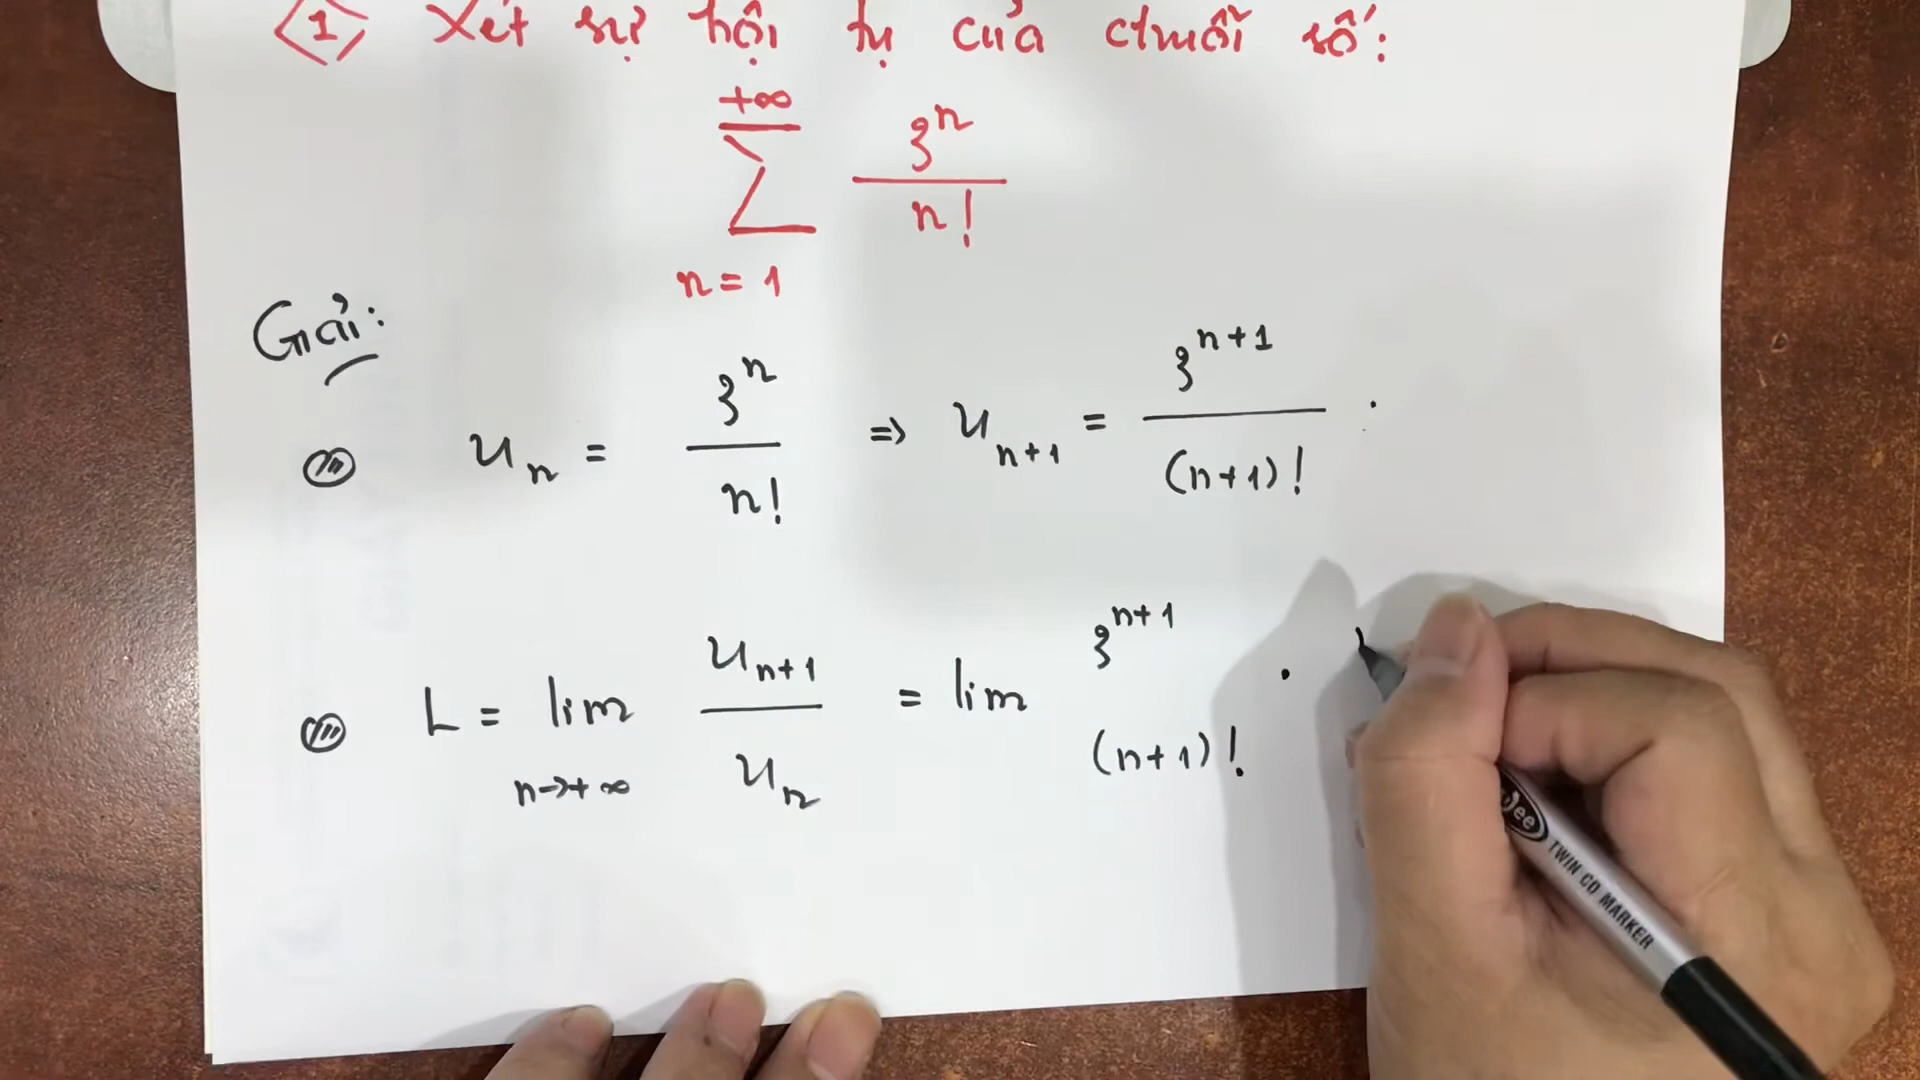 1 Xét sự hội tụ của chuỗi số:
+∞
∑ 3^n / n!
n = 1
Giải:
u_n = 3^n / n! => u_{n+1} = 3^{n+1} / (n+1)! .
L = lim_{n→+∞} u_{n+1} / u_n = lim 3^{n+1} / (n+1)! .
TWIN CD MARKER